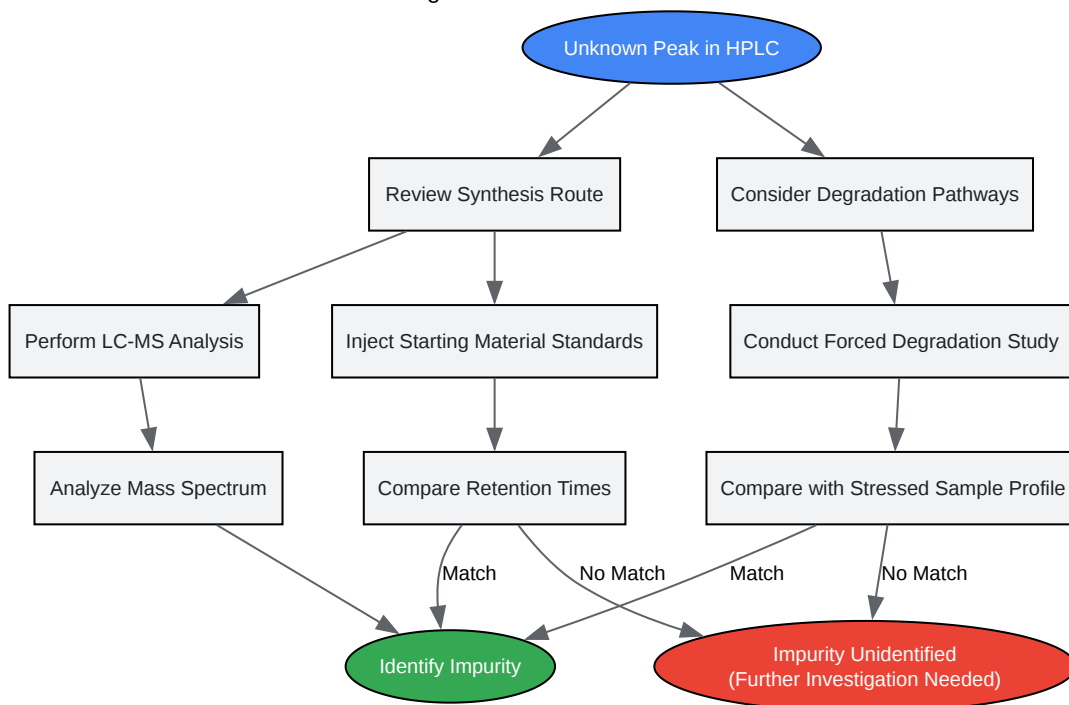 Unknown Peak in HPLC
Review Synthesis Route
Consider Degradation Pathways
Perform LC-MS Analysis
Inject Starting Material Standards
Conduct Forced Degradation Study
Analyze Mass Spectrum
Compare Retention Times
Compare with Stressed Sample Profile
Match
No Match
Match
No Match
Identify Impurity
Impurity Unidentified
(Further Investigation Needed)